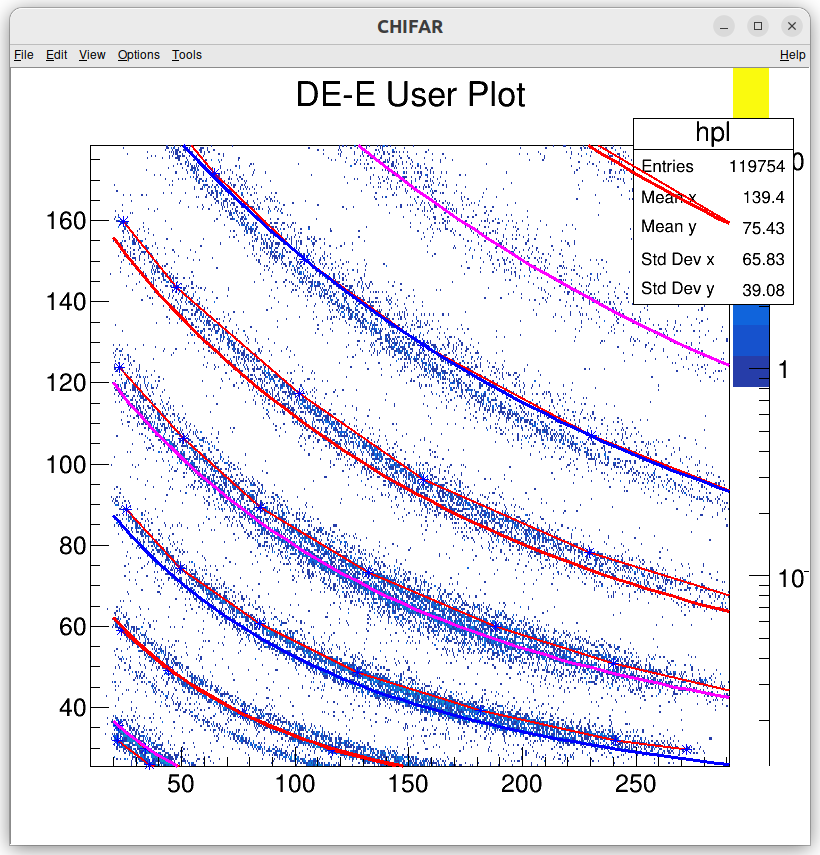 CHIFAR
File Edit View Options Tools Help
DE-E User Plot
hpl
Entries 119754
Mean x 139.4
Mean y 75.43
Std Dev x 65.83
Std Dev y 39.08
0
1
10
160
140
120
100
80
60
40
50 100 150 200 250